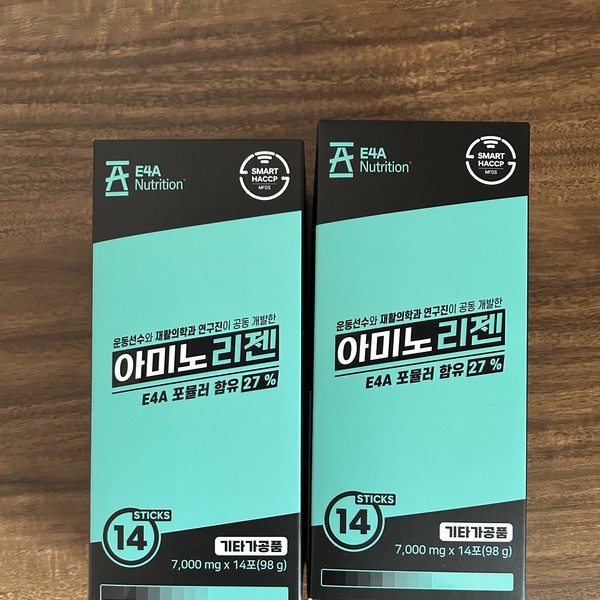 E4A
Nutrition
SMART
HACCP
MFDS
운동선수와 재활의학과 연구진이 공동 개발한
아미노리젠
E4A 포뮬러 함유 27 %
STICKS
14
기타가공품
7,000 mg x 14포(98 g)
E4A
Nutrition
SMART
HACCP
MFDS
운동선수와 재활의학과 연구진이 공동 개발한
아미노리젠
E4A 포뮬러 함유 27 %
STICKS
14
기타가공품
7,000 mg x 14포(98 g)